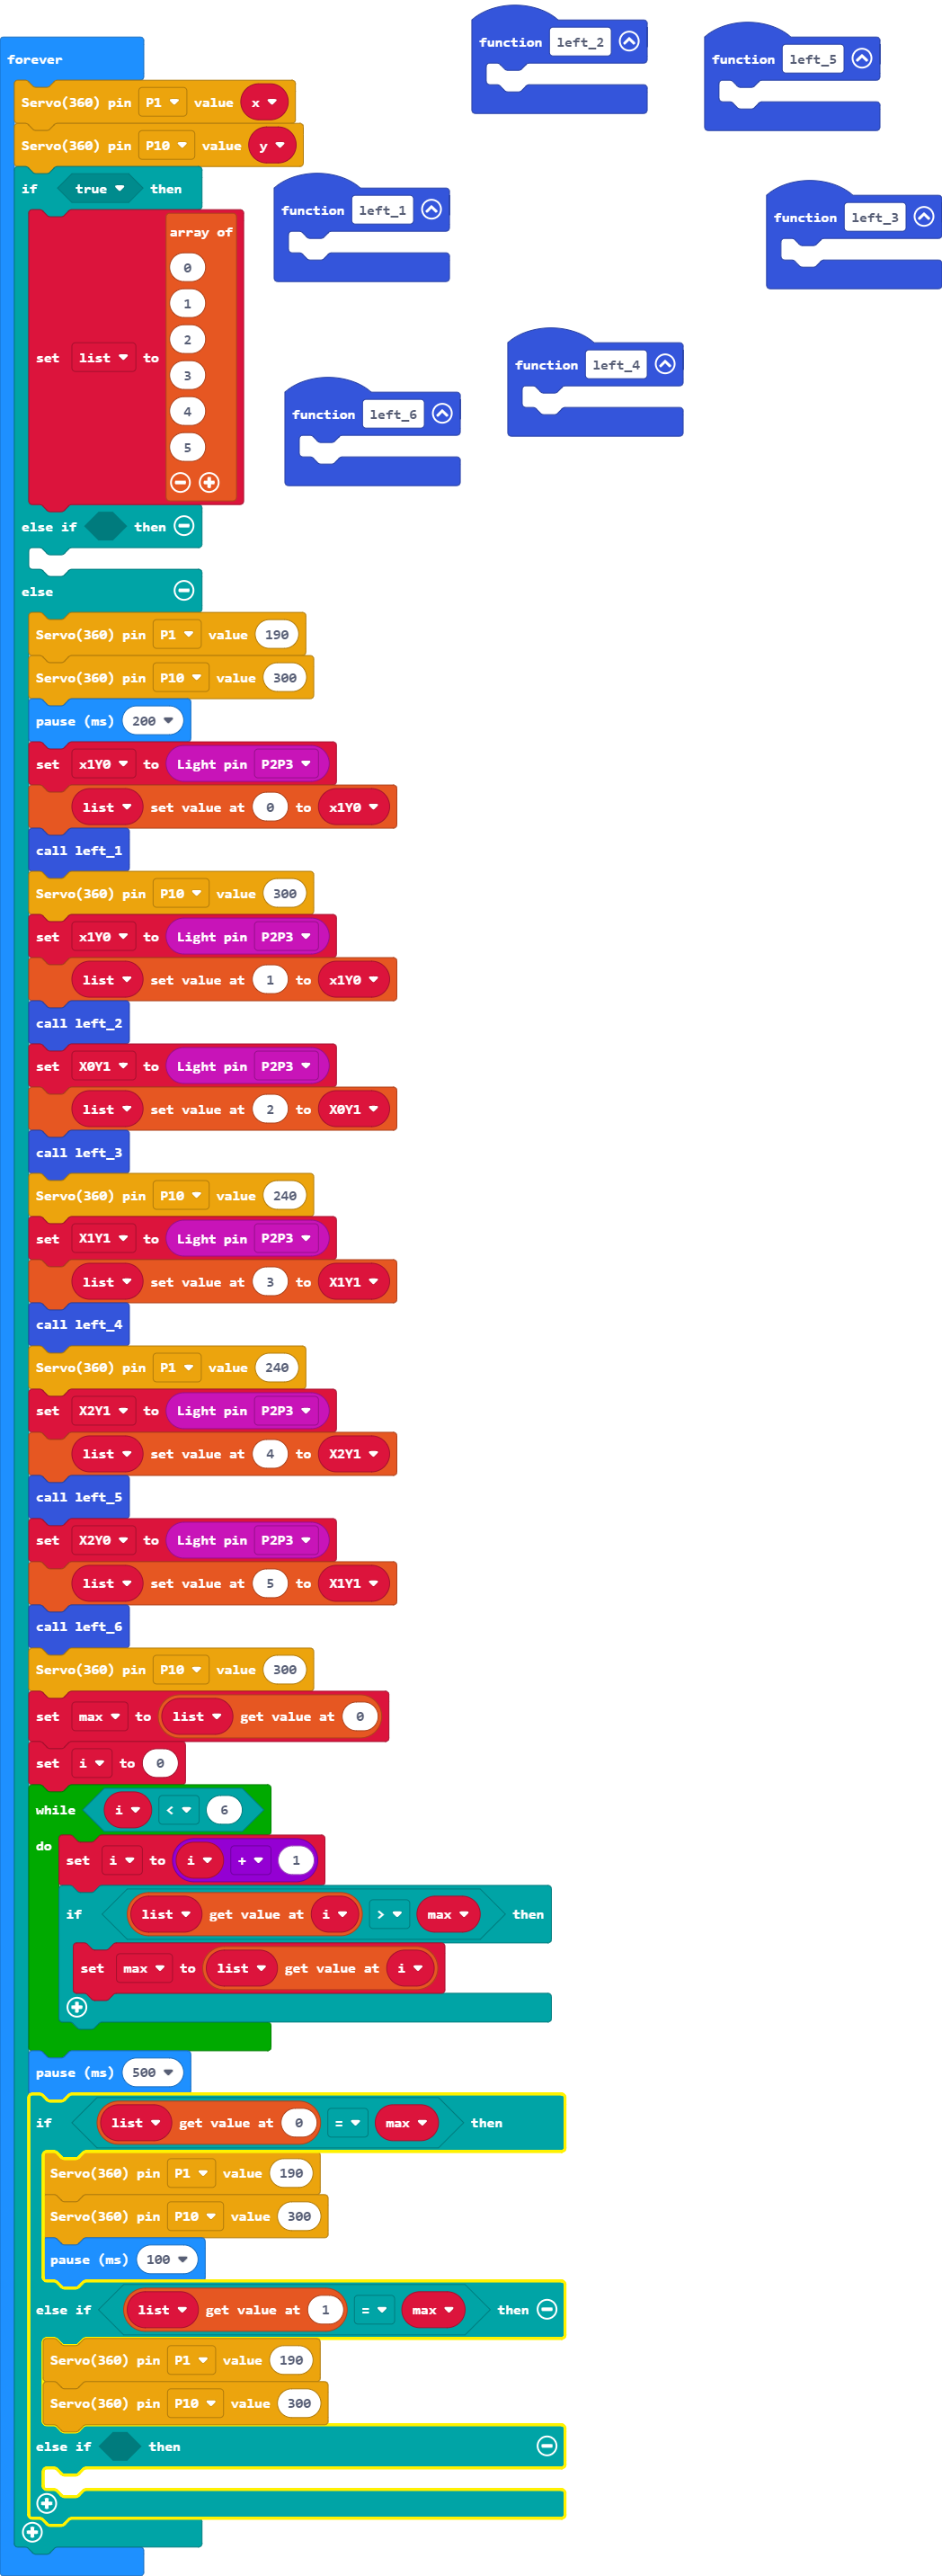 forever
Servo(360) pin P1 value x
Servo(360) pin P10 value y
if true then
set list to array of
0
1
2
3
4
5
else if then
else
Servo(360) pin P1 value 190
Servo(360) pin P10 value 300
pause (ms) 200
set x1Y0 to Light pin P2P3
list set value at 0 to x1Y0
call left_1
Servo(360) pin P10 value 300
set x1Y0 to Light pin P2P3
list set value at 1 to x1Y0
call left_2
set X0Y1 to Light pin P2P3
list set value at 2 to X0Y1
call left_3
Servo(360) pin P10 value 240
set X1Y1 to Light pin P2P3
list set value at 3 to X1Y1
call left_4
Servo(360) pin P1 value 240
set X2Y1 to Light pin P2P3
list set value at 4 to X2Y1
call left_5
set X2Y0 to Light pin P2P3
list set value at 5 to X1Y1
call left_6
Servo(360) pin P10 value 300
set max to list get value at 0
set i to 0
while i < 6
do
set i to i + 1
if list get value at i > max then
set max to list get value at i
pause (ms) 500
if list get value at 0 = max then
Servo(360) pin P1 value 190
Servo(360) pin P10 value 300
pause (ms) 100
else if list get value at 1 = max then
Servo(360) pin P1 value 190
Servo(360) pin P10 value 300
else if then
function left_2
function left_5
function left_1
function left_3
function left_4
function left_6